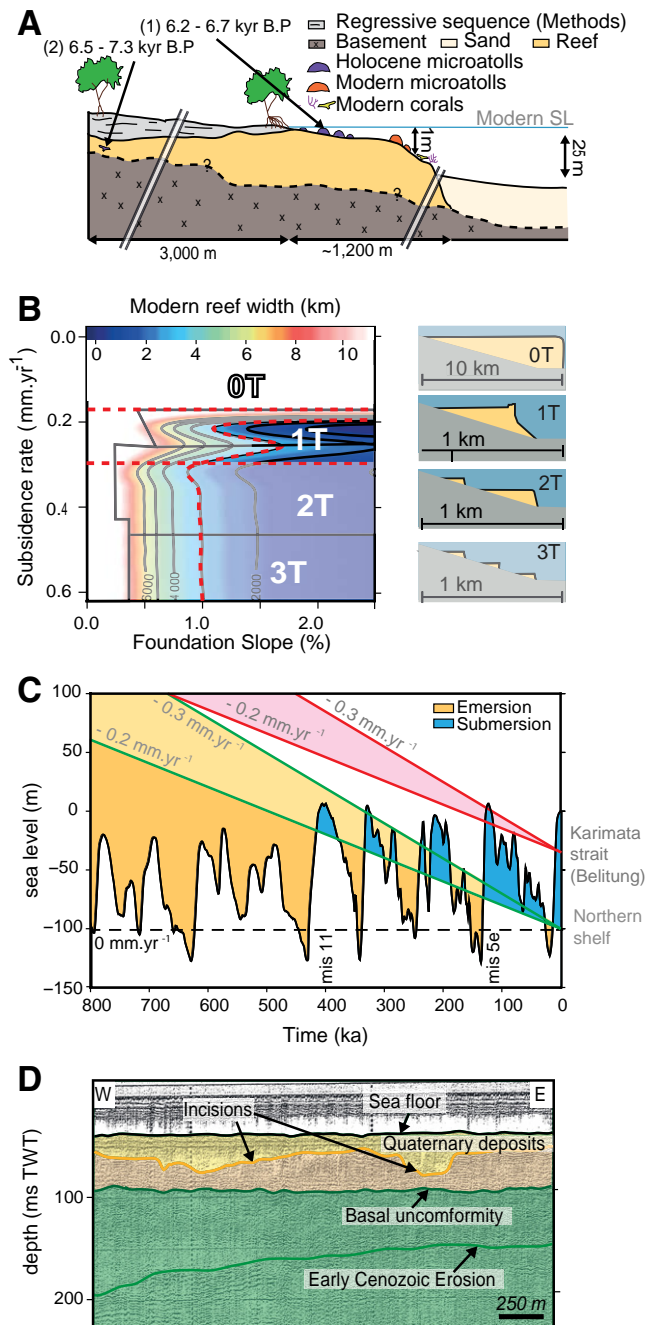 A
(1) 6.2 - 6.7 kyr B.P
(2) 6.5 - 7.3 kyr B.P
Regressive sequence (Methods)
x Basement Sand Reef
Holocene microatolls
Modern microatolls
Modern corals
Modern SL
1m
25 m
?
?
x x x x x x x x x x x x x x x x x x x x x
3,000 m
~1,200 m
B
Modern reef width (km)
0 2 4 6 8 10
0T
1T
2T
3T
6000
4 000
2000
Subsidence rate (mm.yr-1)
0.0
0.2
0.4
0.6
0.0 1.0 2.0
Foundation Slope (%)
0T
10 km
1T
1 km
2T
1 km
3T
1 km
C
Emersion
Submersion
- 0.3 mm.yr -1
- 0.2 mm.yr -1
- 0.3 mm.yr -1
- 0.2 mm.yr -1
0 mm.yr -1
mis 11
mis 5e
Karimata
strait
(Belitung)
Northern
shelf
sea level (m)
100
50
0
−50
−100
−150
800 700 600 500 400 300 200 100 0
Time (ka)
D
W
E
Sea floor
Incisions
Quaternary deposits
Basal uncomformity
Early Cenozoic Erosion
250 m
depth (ms TWT)
100
200